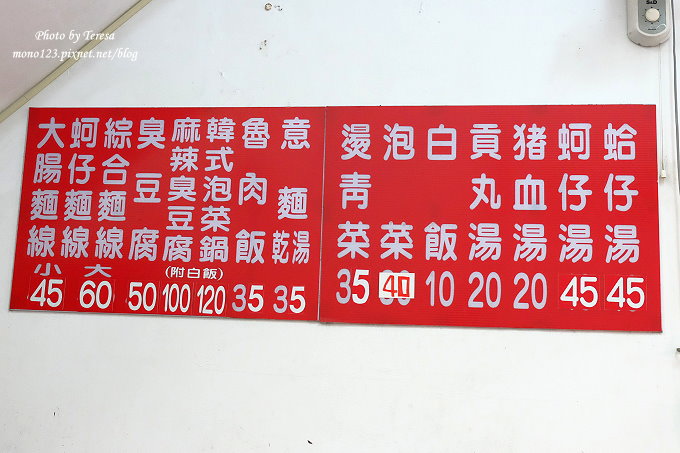 Photo by Teresa
mono123.pixnet.net/blog
S&D
大腸麵線
蚵仔麵線
綜合麵線
小 45
大 60
臭豆腐
50
麻辣臭豆腐
(附白飯)
100
韓式泡菜鍋
120
魯肉飯
35
意麵 乾湯
35
燙青菜
35
泡菜
40
白飯
10
貢丸湯
20
豬血湯
20
蚵仔湯
45
蛤仔湯
45